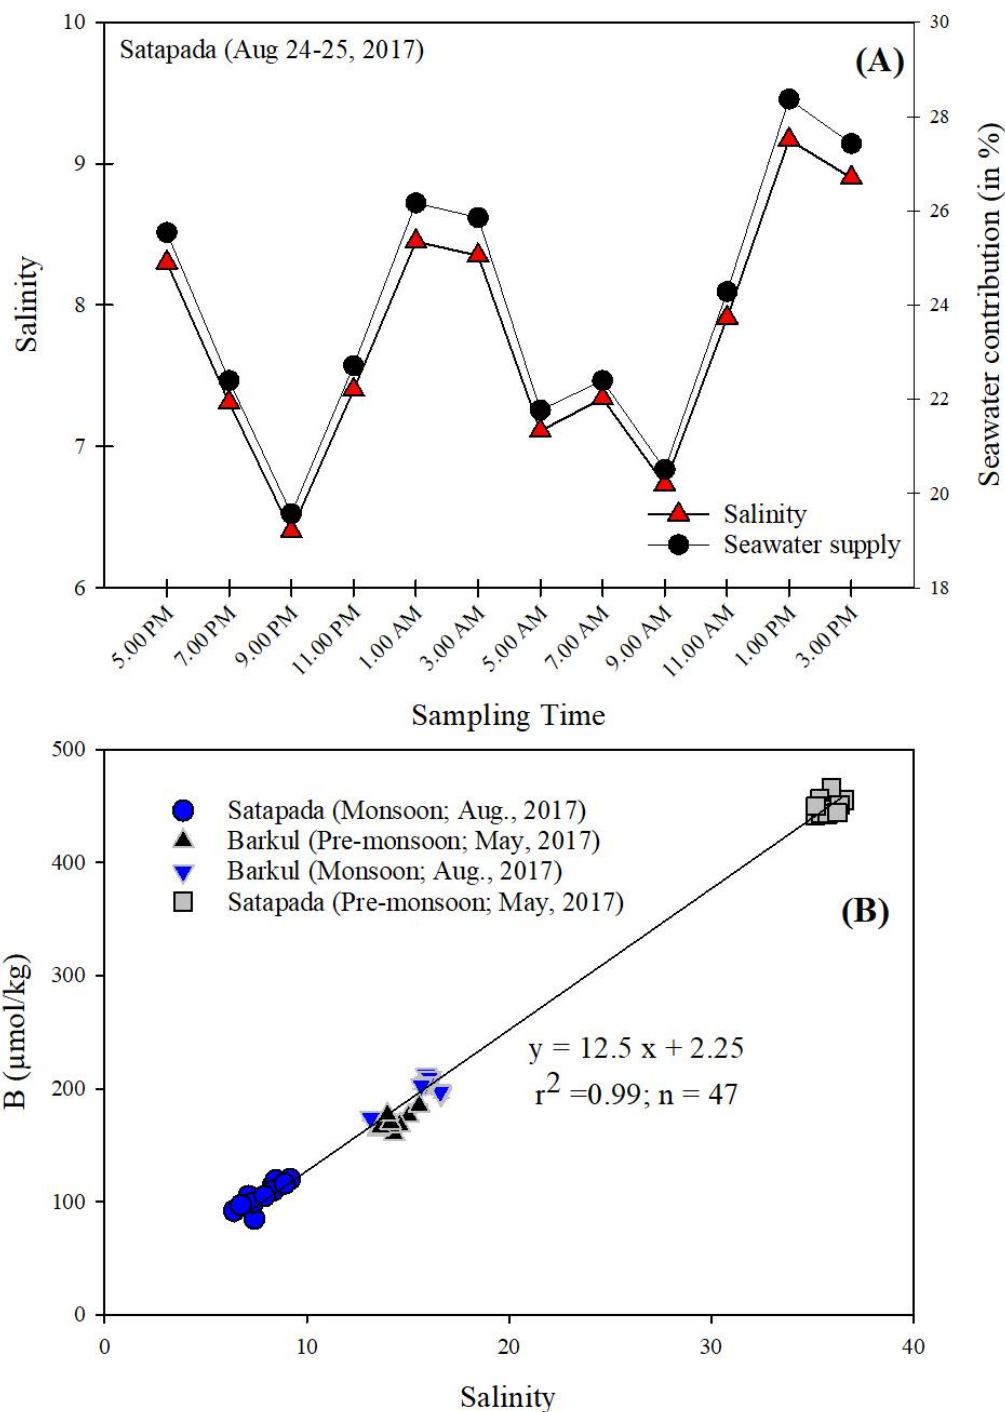 Satapada (Aug 24-25, 2017)
(A)
Salinity
10
9
8
7
6
Seawater contribution (in %)
30
28
26
24
22
20
18
Salinity
Seawater supply
5.00 PM
7.00 PM
9.00 PM
11.00 PM
1.00 AM
3.00 AM
5.00 AM
7.00 AM
9.00 AM
11.00 AM
1.00 PM
3.00 PM
Sampling Time
B (µmol/kg)
500
400
300
200
100
0
Satapada (Monsoon; Aug., 2017)
Barkul (Pre-monsoon; May, 2017)
Barkul (Monsoon; Aug., 2017)
Satapada (Pre-monsoon; May, 2017)
(B)
y = 12.5 x + 2.25
r² =0.99; n = 47
0
10
20
30
40
Salinity